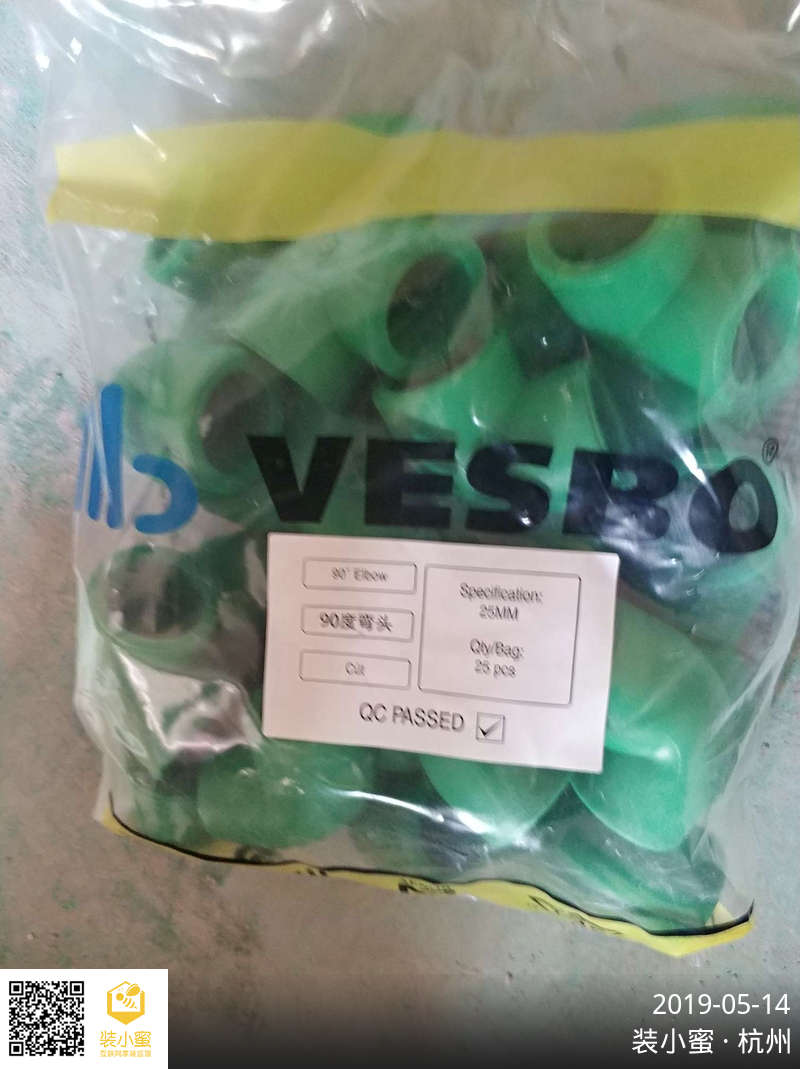 VESBO®
90° Elbow
90度弯头
Cút
Specification:
25MM
Qty/Bag:
25 pcs
QC PASSED
装小蜜
2019-05-14
装小蜜 · 杭州